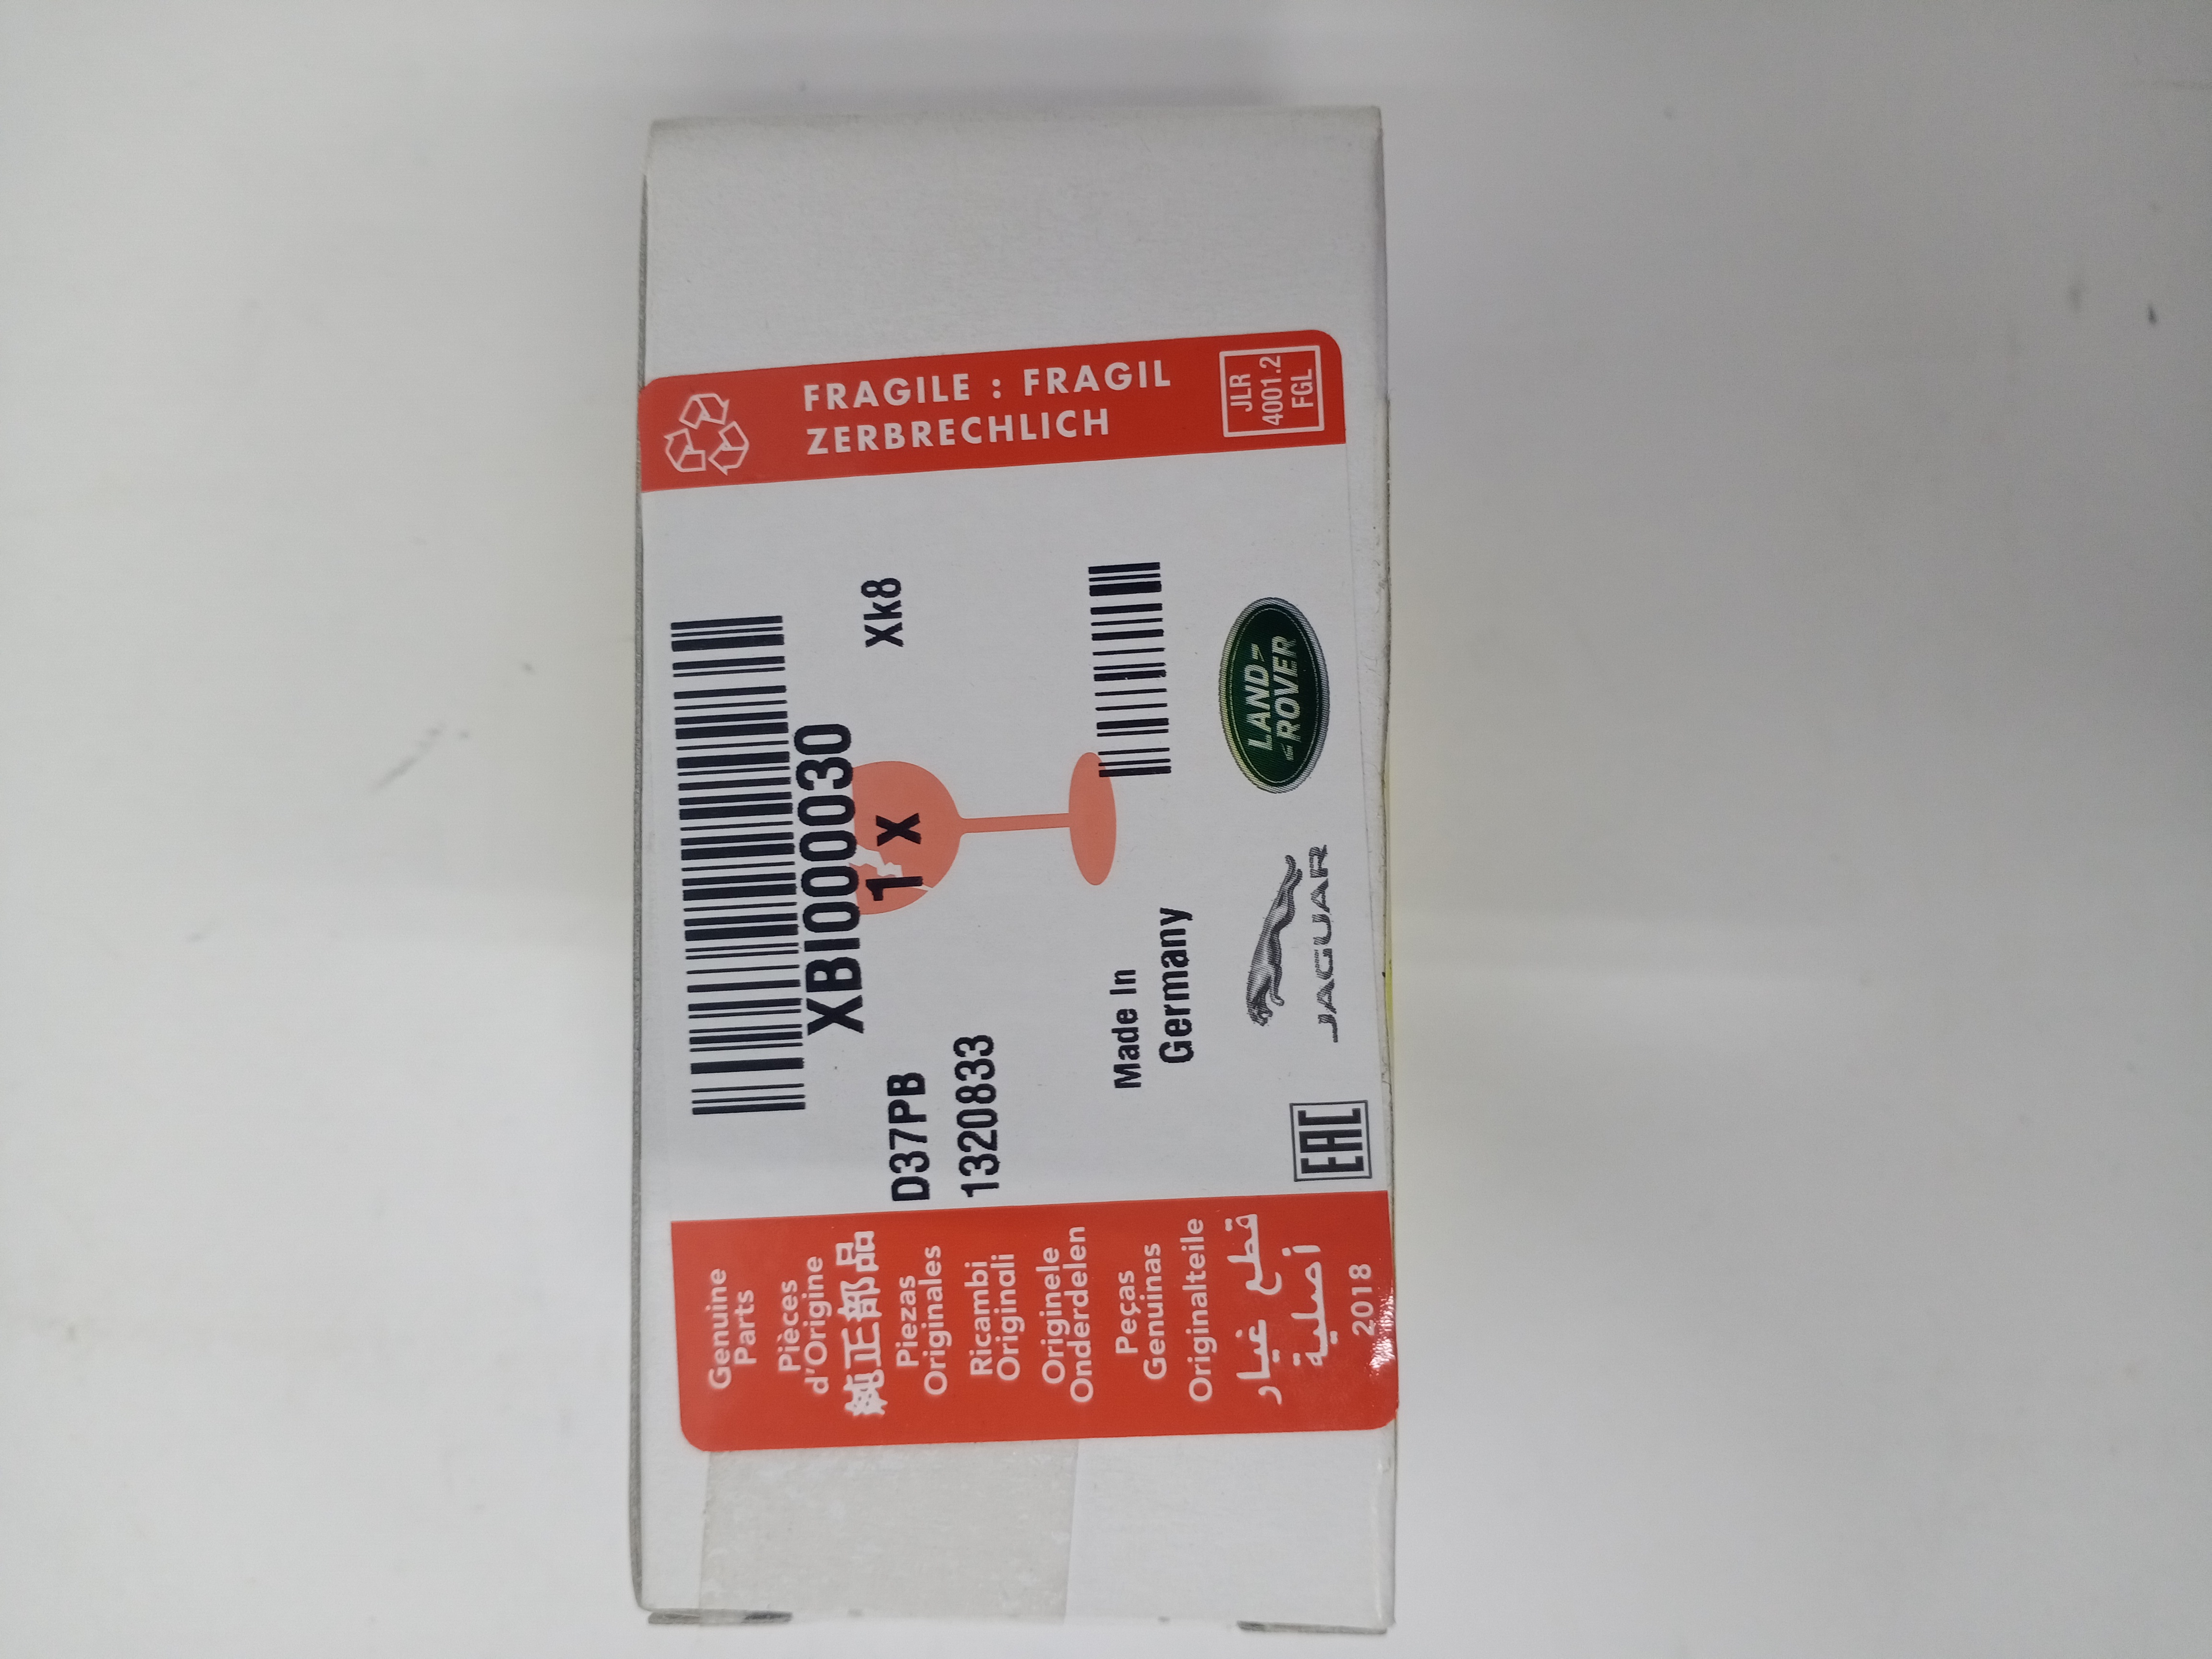 FRAGILE : FRAGIL
ZERBRECHLICH
JLR
4001.2
FGL
XBI000030
1 x
Xk8
D37PB
1320833
Made In
Germany
EAC
JAGUAR
LAND
ROVER
Genuine
Parts
Pièces
d'Origine
純正部品
Piezas
Originales
Ricambi
Originali
Originele
Onderdelen
Peças
Genuinas
Originalteile
قطع غيار
أصلية
2018